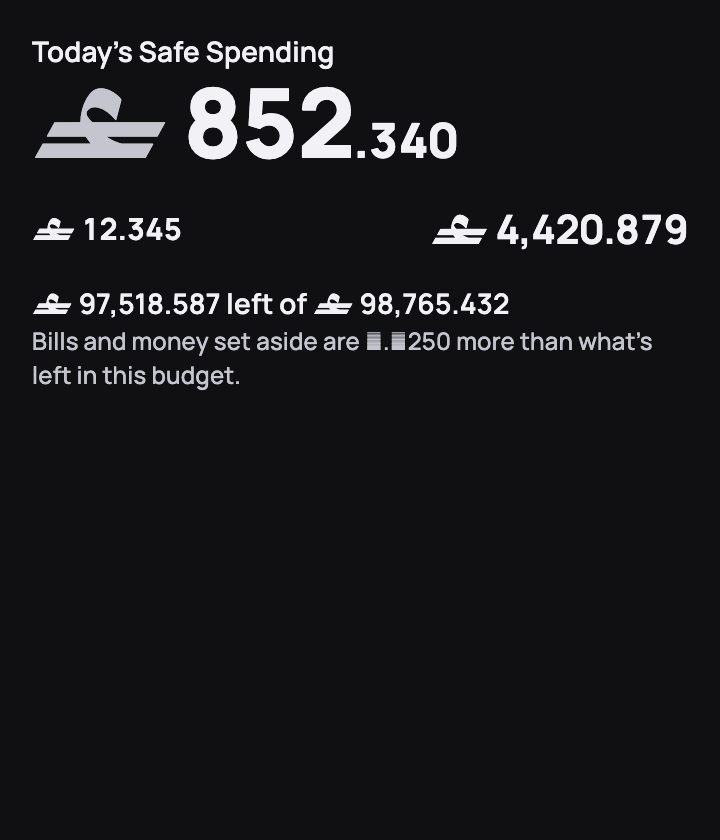 Today's Safe Spending
852.340
12.345 4,420.879
97,518.587 left of 98,765.432
Bills and money set aside are 250 more than what's
left in this budget.